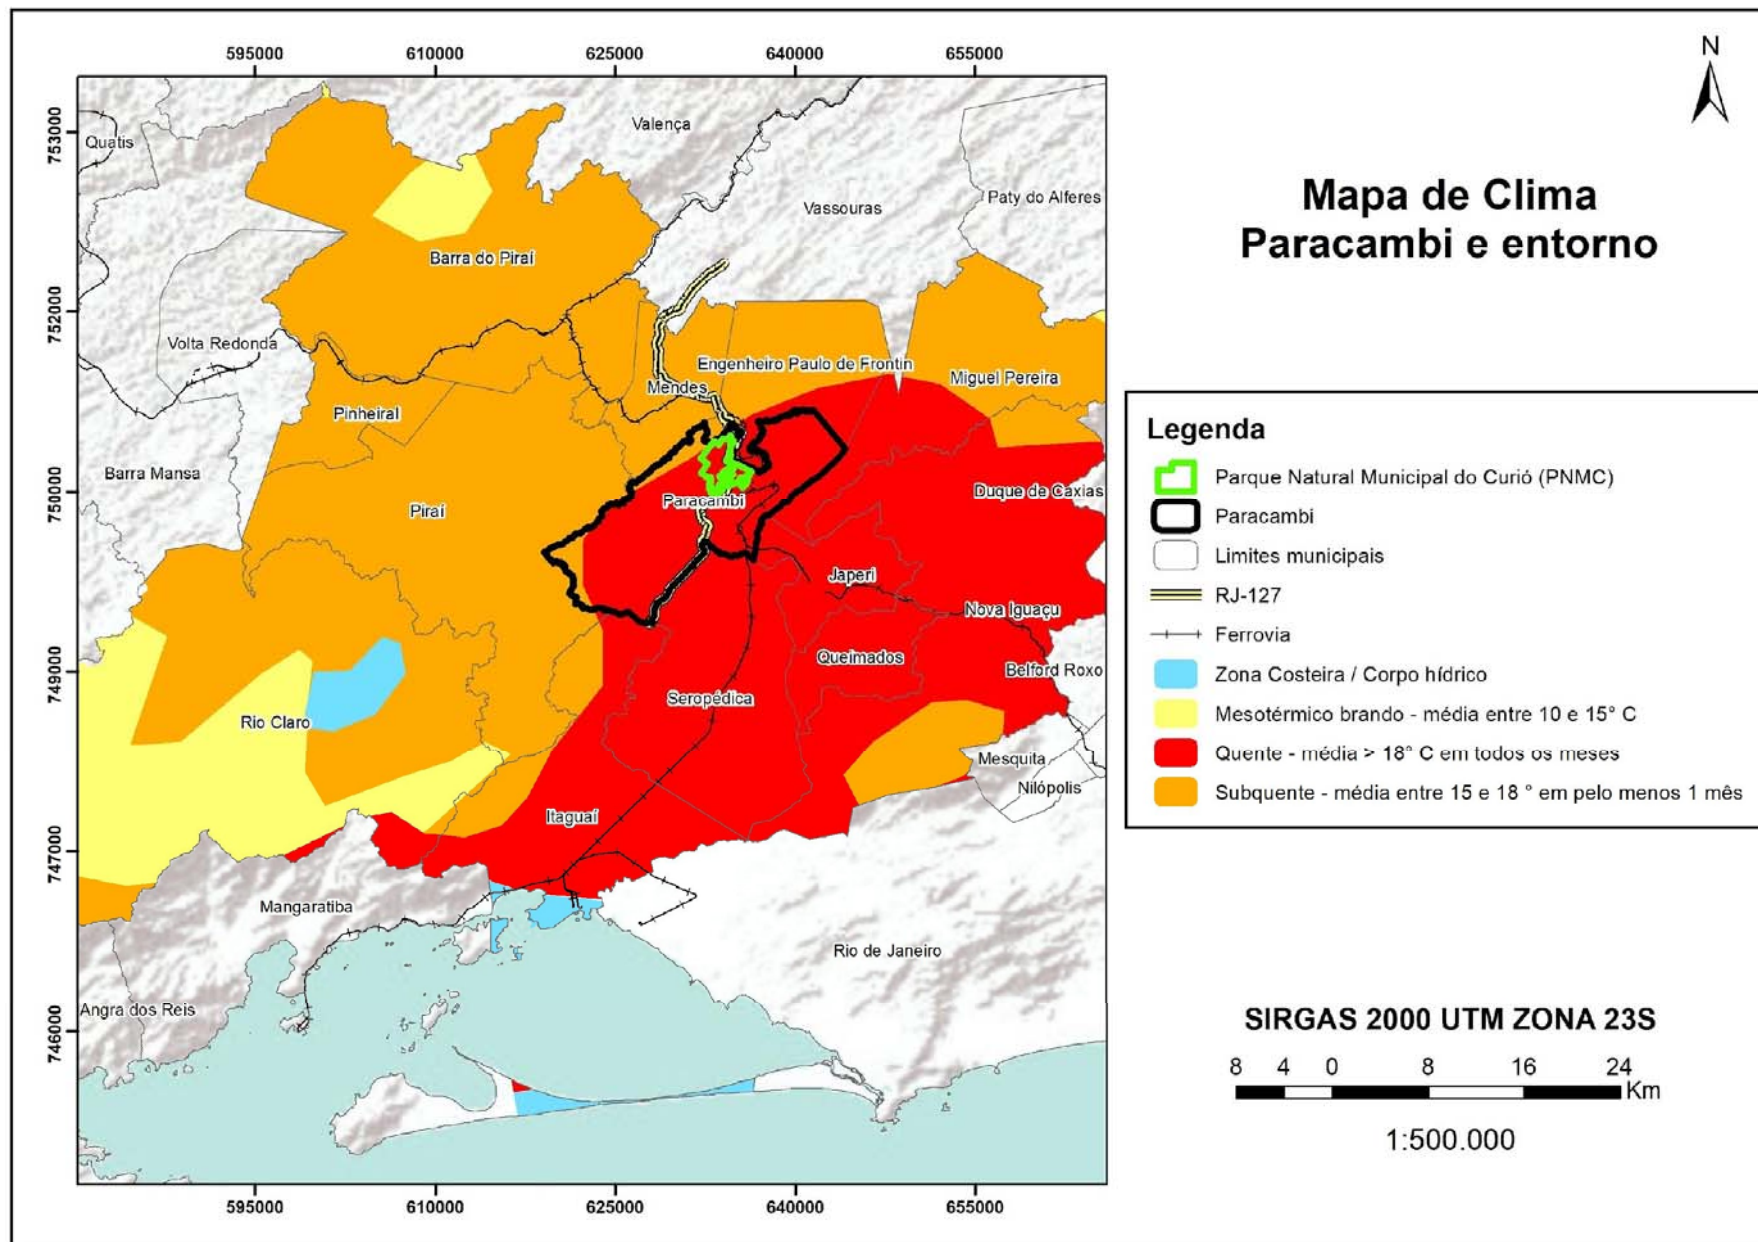 595000 610000 625000 640000 655000
N
Mapa de Clima
Paracambi e entorno
753000
752000
750000
749000
747000
746000
Quatis
Valença
Paty do Alferes
Vassouras
Barra do Piraí
Volta Redonda
Engenheiro Paulo de Frontin
Miguel Pereira
Mendes
Pinheiral
Barra Mansa
Duque de Caxias
Paracambi
Piraí
Japeri
Nova Iguaçu
Queimados
Belford Roxo
Seropédica
Rio Claro
Mesquita
Nilópolis
Itaguaí
Mangaratiba
Rio de Janeiro
Angra dos Reis
595000 610000 625000 640000 655000
Legenda
Parque Natural Municipal do Curió (PNMC)
Paracambi
Limites municipais
RJ-127
Ferrovia
Zona Costeira / Corpo hídrico
Mesotérmico brando - média entre 10 e 15° C
Quente - média > 18° C em todos os meses
Subquente - média entre 15 e 18 ° em pelo menos 1 mês
SIRGAS 2000 UTM ZONA 23S
8 4 0 8 16 24
Km
1:500.000